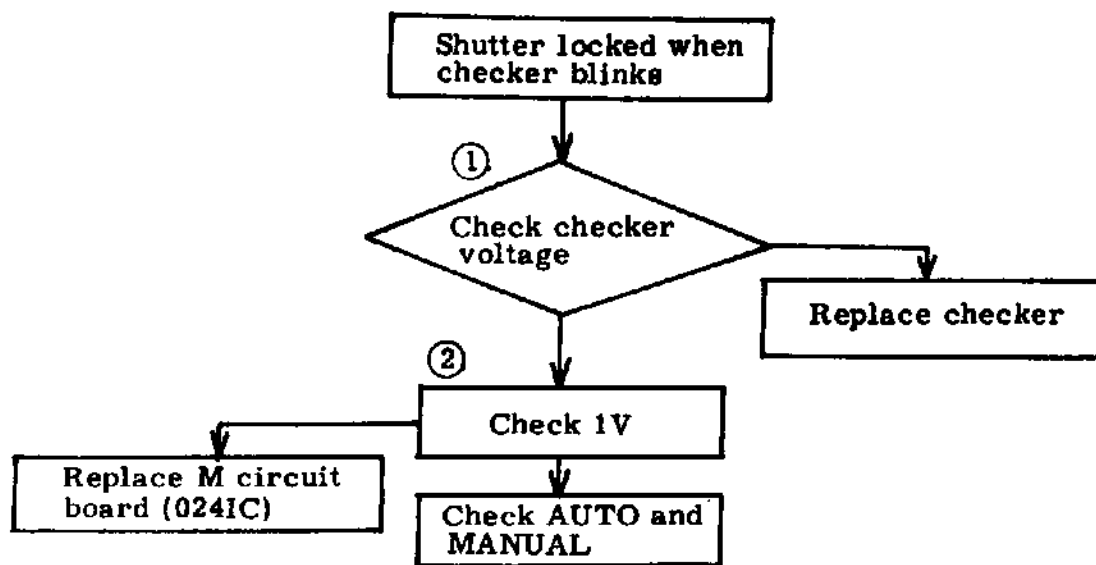 Shutter locked when
checker blinks
①
Check checker
voltage
Replace checker
②
Check 1V
Replace M circuit
board (024IC)
Check AUTO and
MANUAL